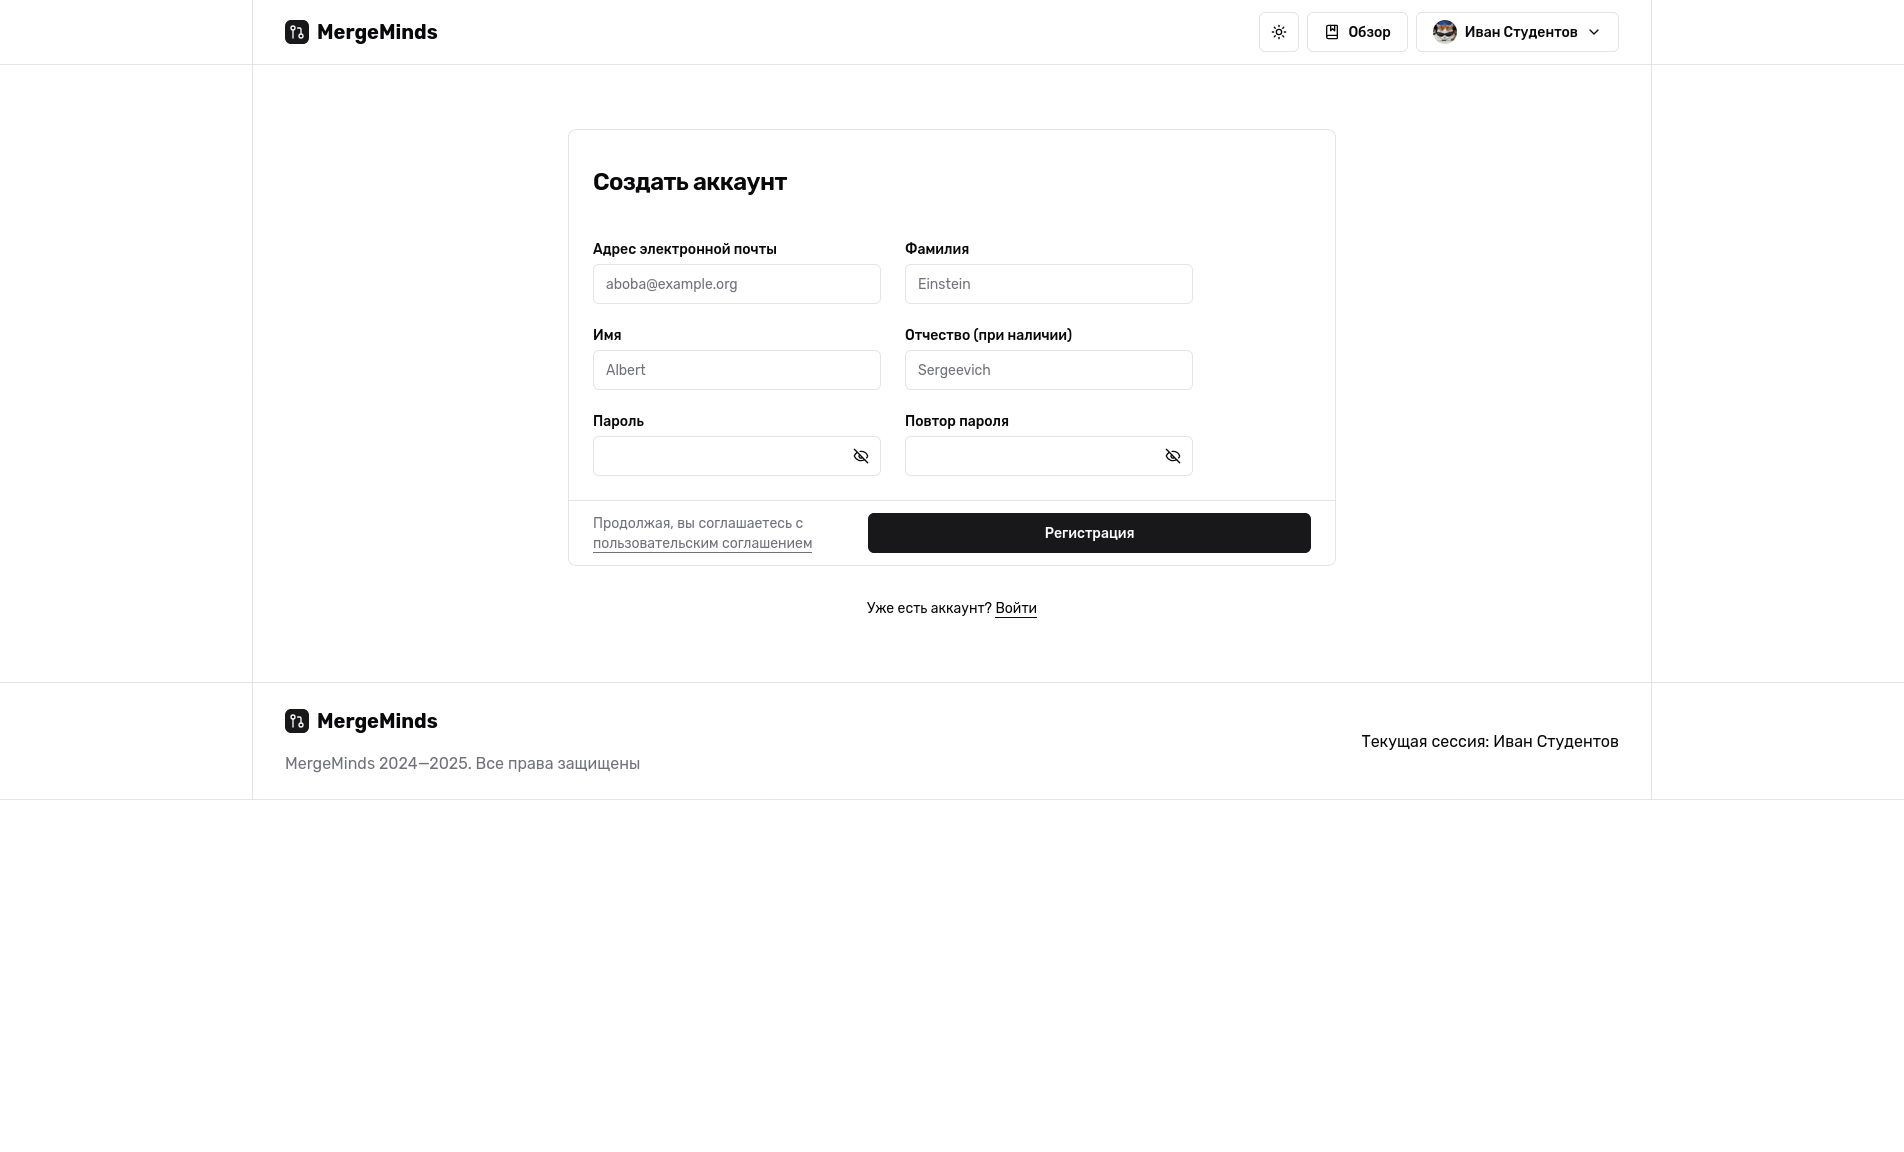 MergeMinds
Обзор
Иван Студентов
Создать аккаунт
Адрес электронной почты
Фамилия
aboba@example.org
Einstein
Имя
Отчество (при наличии)
Albert
Sergeevich
Пароль
Повтор пароля
Продолжая, вы соглашаетесь с
пользовательским соглашением
Регистрация
Уже есть аккаунт? Войти
MergeMinds
Текущая сессия: Иван Студентов
MergeMinds 2024—2025. Все права защищены